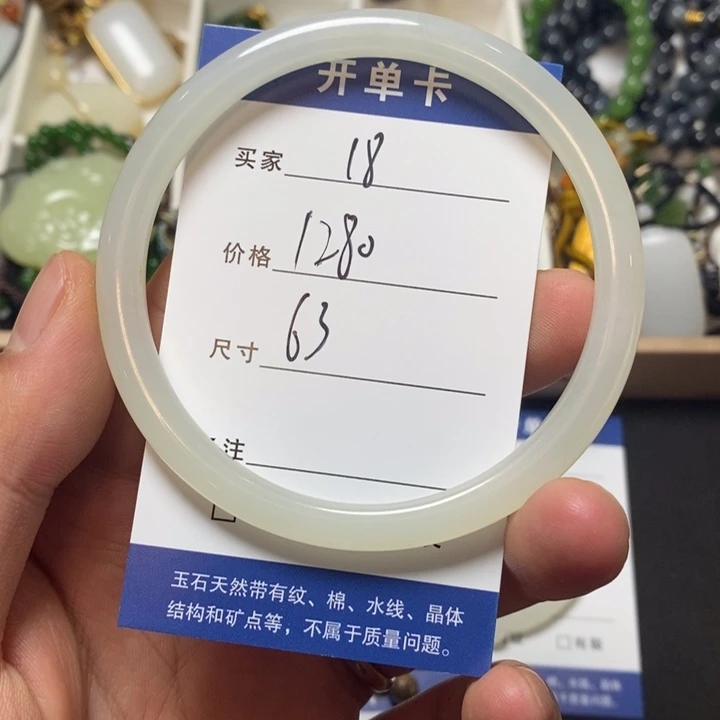 开单卡
买家 18
价格 1280
尺寸 63
注
玉石天然带有纹、棉、水线、晶体
结构和矿点等，不属于质量问题。